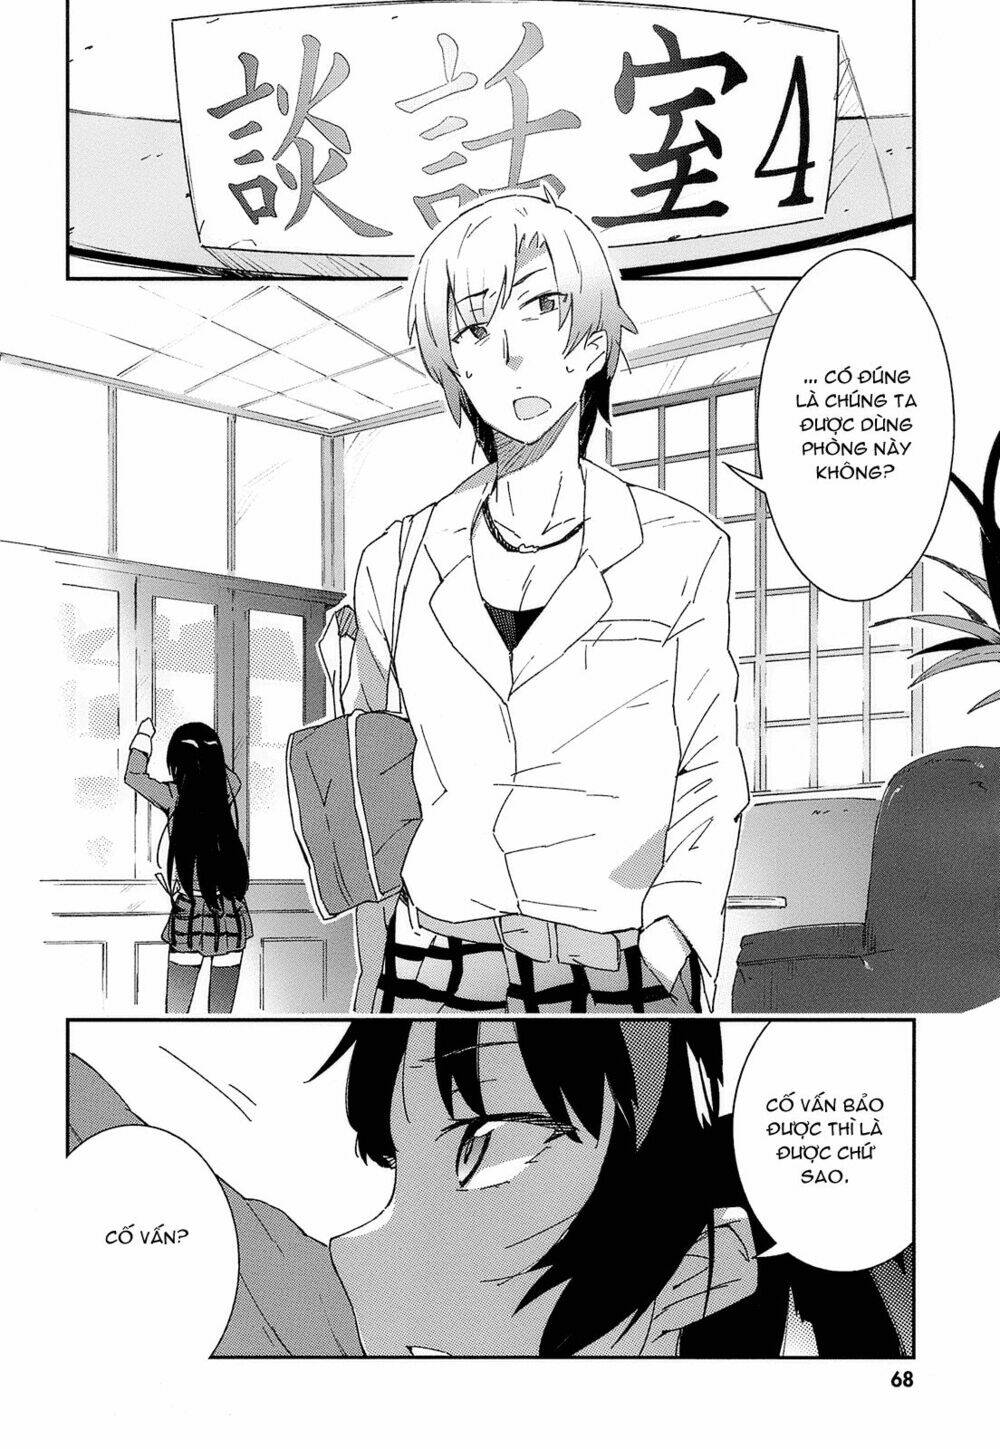 談話室4
... CÓ ĐÚNG
LÀ CHÚNG TA
ĐƯỢC DÙNG
PHÒNG NÀY
KHÔNG?
CỐ VẤN BẢO
ĐƯỢC THÌ LÀ
ĐƯỢC CHỨ
SAO.
CỐ VẤN?
68